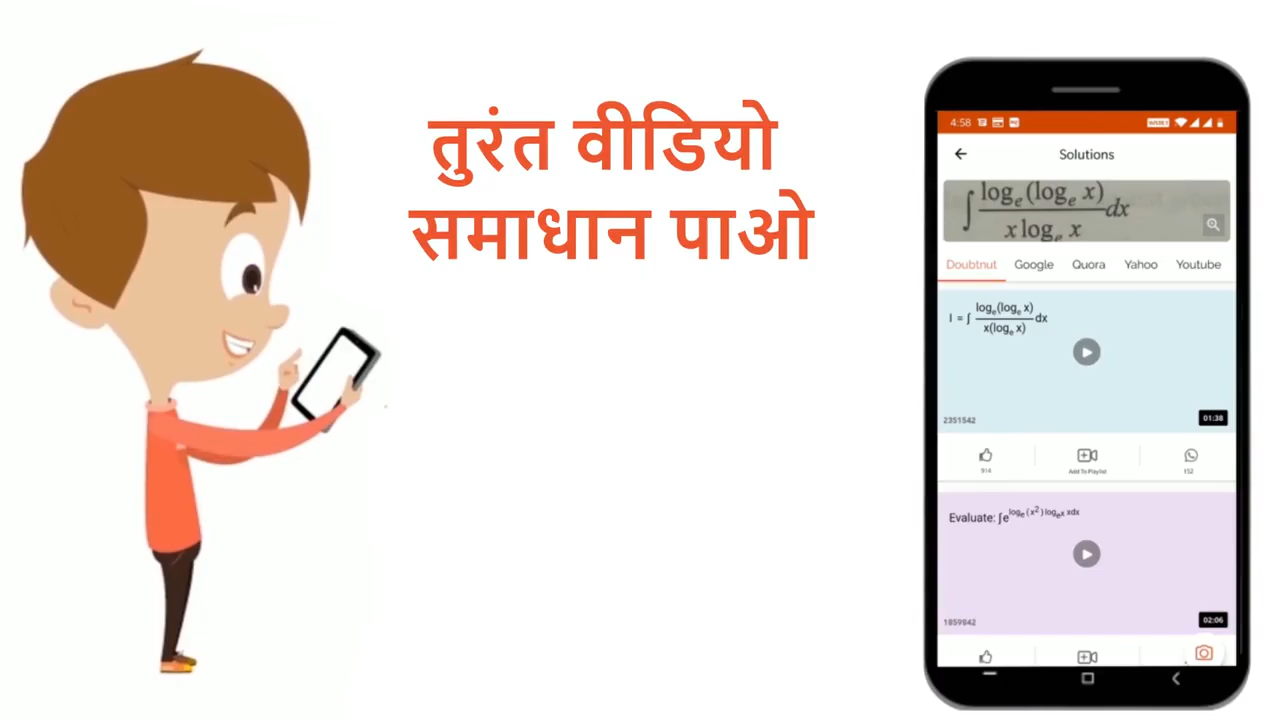 तुरंत वीडियो
समाधान पाओ
4:58
Solutions
∫ logₑ(logₑ x) / x logₑ x dx
Doubtnut Google Quora Yahoo Youtube
I = ∫ logₑ(logₑ x) / x(logₑ x) dx
2351542
01:38
914
Add To Playlist
152
Evaluate: ∫e^logₑ(x²) logₑx xdx
1859842
02:06